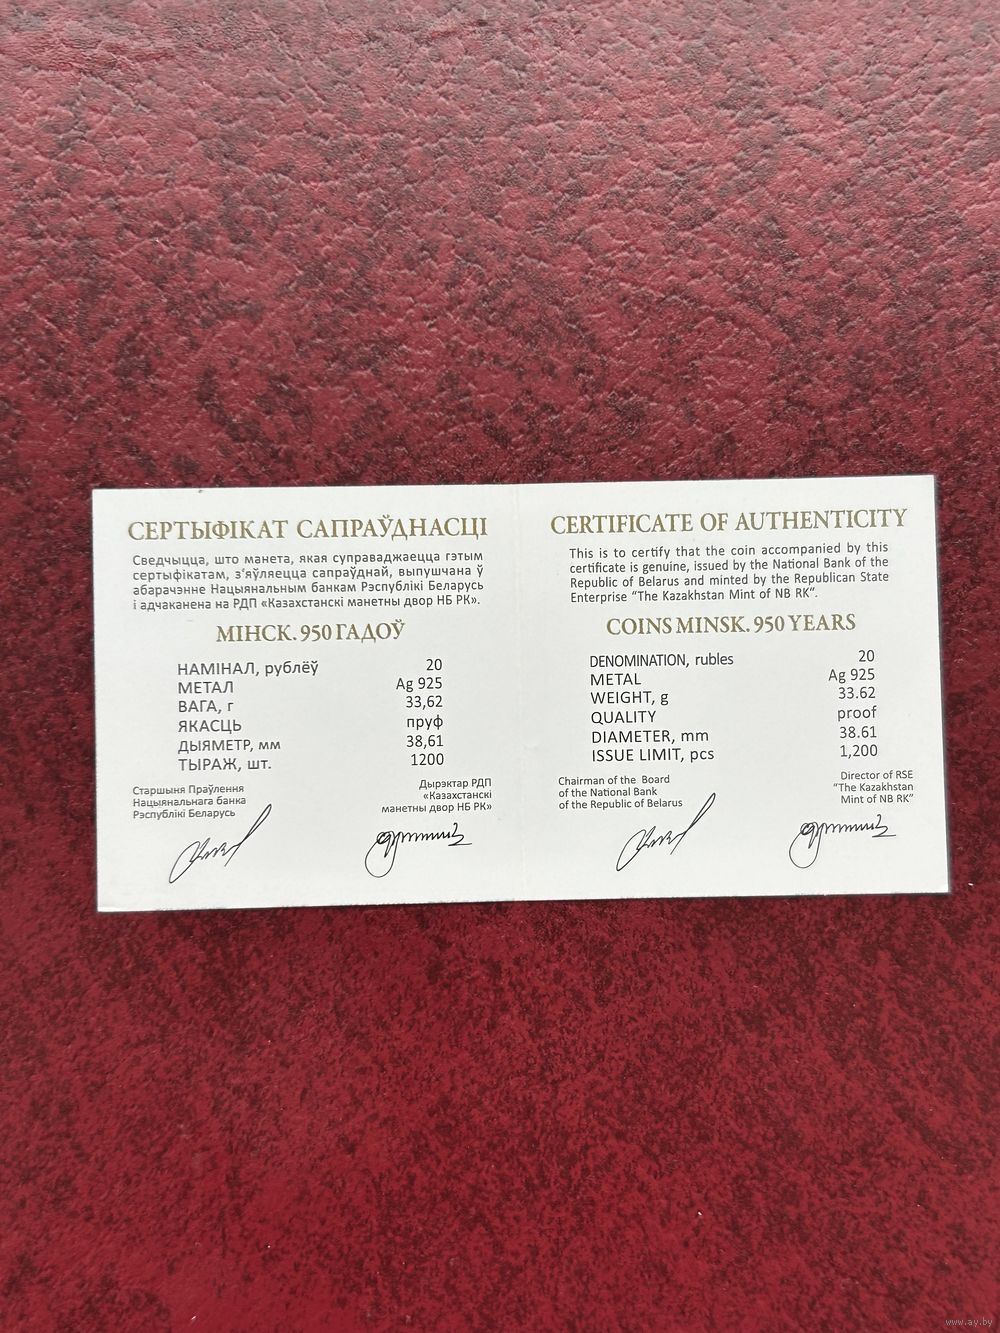 СЕРТЫФІКАТ САПРАЎДНАСЦІ
Сведчыцца, што манета, якая суправаджаецца гэтым
сертыфікатам, з'яўляецца сапраўднай, выпушчана ў
абарачэнне Нацыянальным банкам Рэспублікі Беларусь
і адчаканена на РДП «Казахстанскі манетны двор НБ РК».
МІНСК. 950 ГАДОЎ
НАМІНАЛ, рублёў 20
МЕТАЛ Ag 925
ВАГА, г 33,62
ЯКАСЦЬ пруф
ДЫЯМЕТР, мм 38,61
ТЫРАЖ, шт. 1200
Старшыня Праўлення
Нацыянальнага банка
Рэспублікі Беларусь
Дырэктар РДП
«Казахстанскі
манетны двор НБ РК»
CERTIFICATE OF AUTHENTICITY
This is to certify that the coin accompanied by this
certificate is genuine, issued by the National Bank of the
Republic of Belarus and minted by the Republican State
Enterprise "The Kazakhstan Mint of NB RK".
COINS MINSK. 950 YEARS
DENOMINATION, rubles 20
METAL Ag 925
WEIGHT, g 33.62
QUALITY proof
DIAMETER, mm 38.61
ISSUE LIMIT, pcs 1,200
Chairman of the Board
of the National Bank
of the Republic of Belarus
Director of RSE
"The Kazakhstan
Mint of NB RK"
www.ay.by